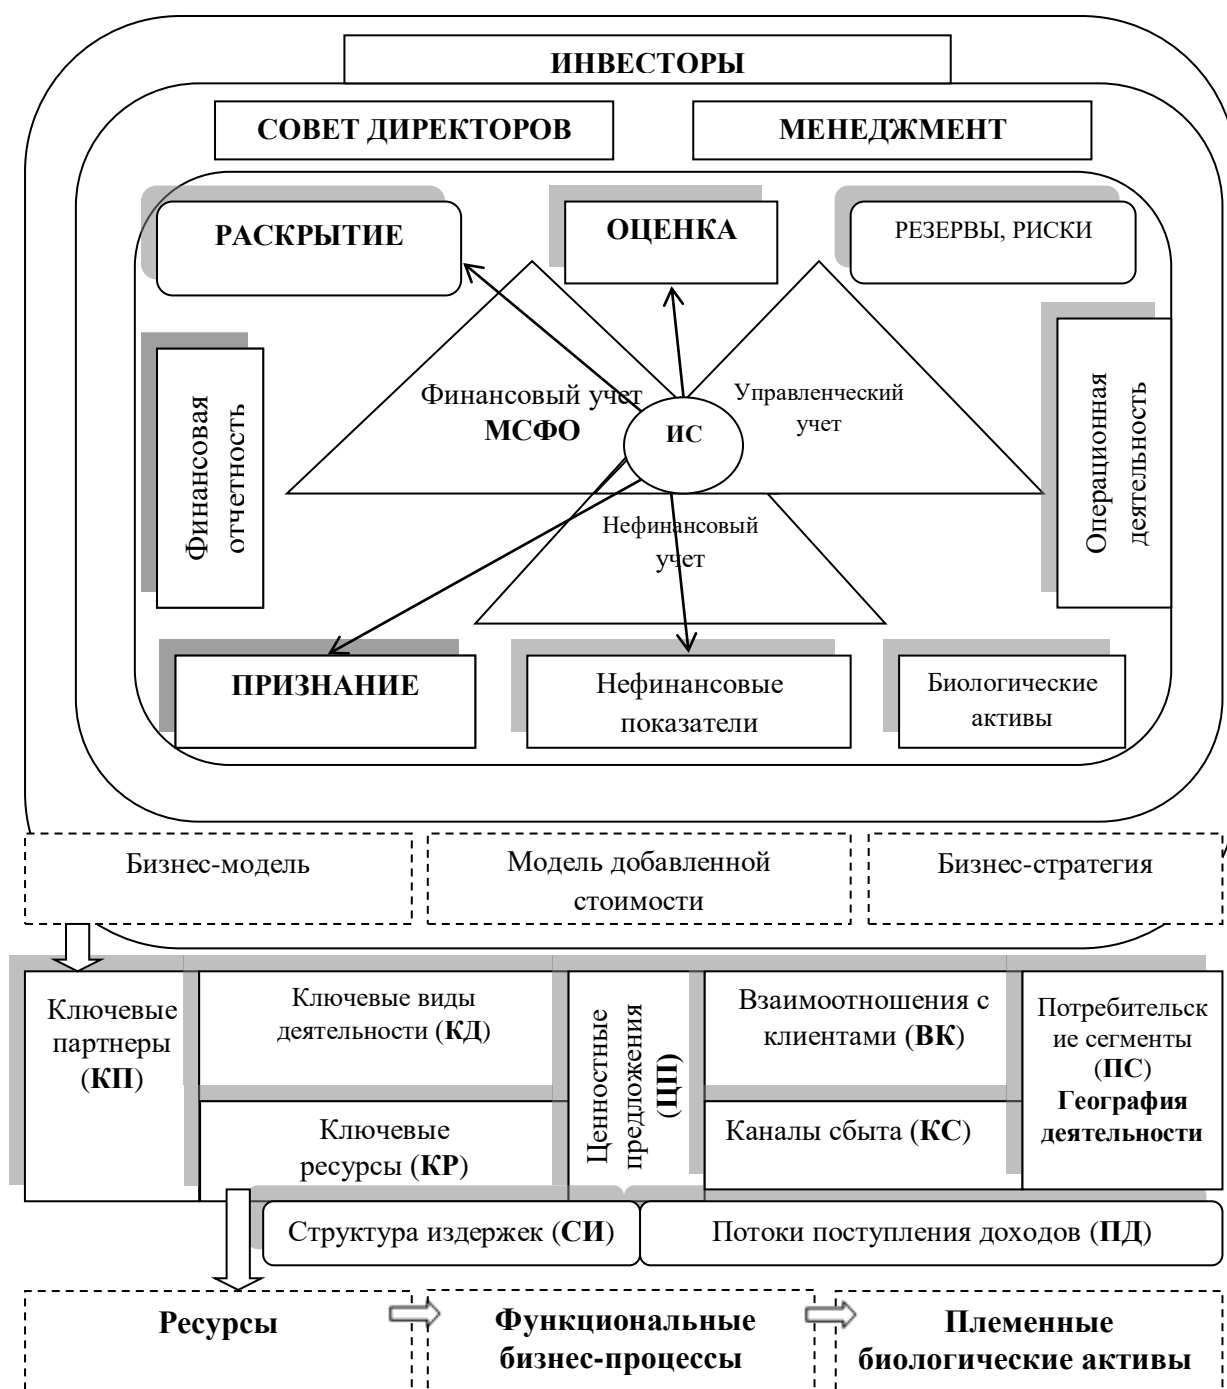 ИНВЕСТОРЫ
СОВЕТ ДИРЕКТОРОВ
МЕНЕДЖМЕНТ
РАСКРЫТИЕ
ОЦЕНКА
РЕЗЕРВЫ, РИСКИ
Финансовая
отчетность
Финансовый учет
МСФО
ИС
Управленческий
учет
Операционная
деятельность
Нефинансовый
учет
ПРИЗНАНИЕ
Нефинансовые
показатели
Биологические
активы
Бизнес-модель
Модель добавленной
стоимости
Бизнес-стратегия
Ключевые
партнеры
(КП)
Ключевые виды
деятельности (КД)
Ключевые
ресурсы (КР)
Ценностные
предложения
(ЦП)
Взаимоотношения с
клиентами (ВК)
Каналы сбыта (КС)
Потребительск
ие сегменты
(ПС)
География
деятельности
Структура издержек (СИ)
Потоки поступления доходов (ПД)
Ресурсы
Функциональные
бизнес-процессы
Племенные
биологические активы